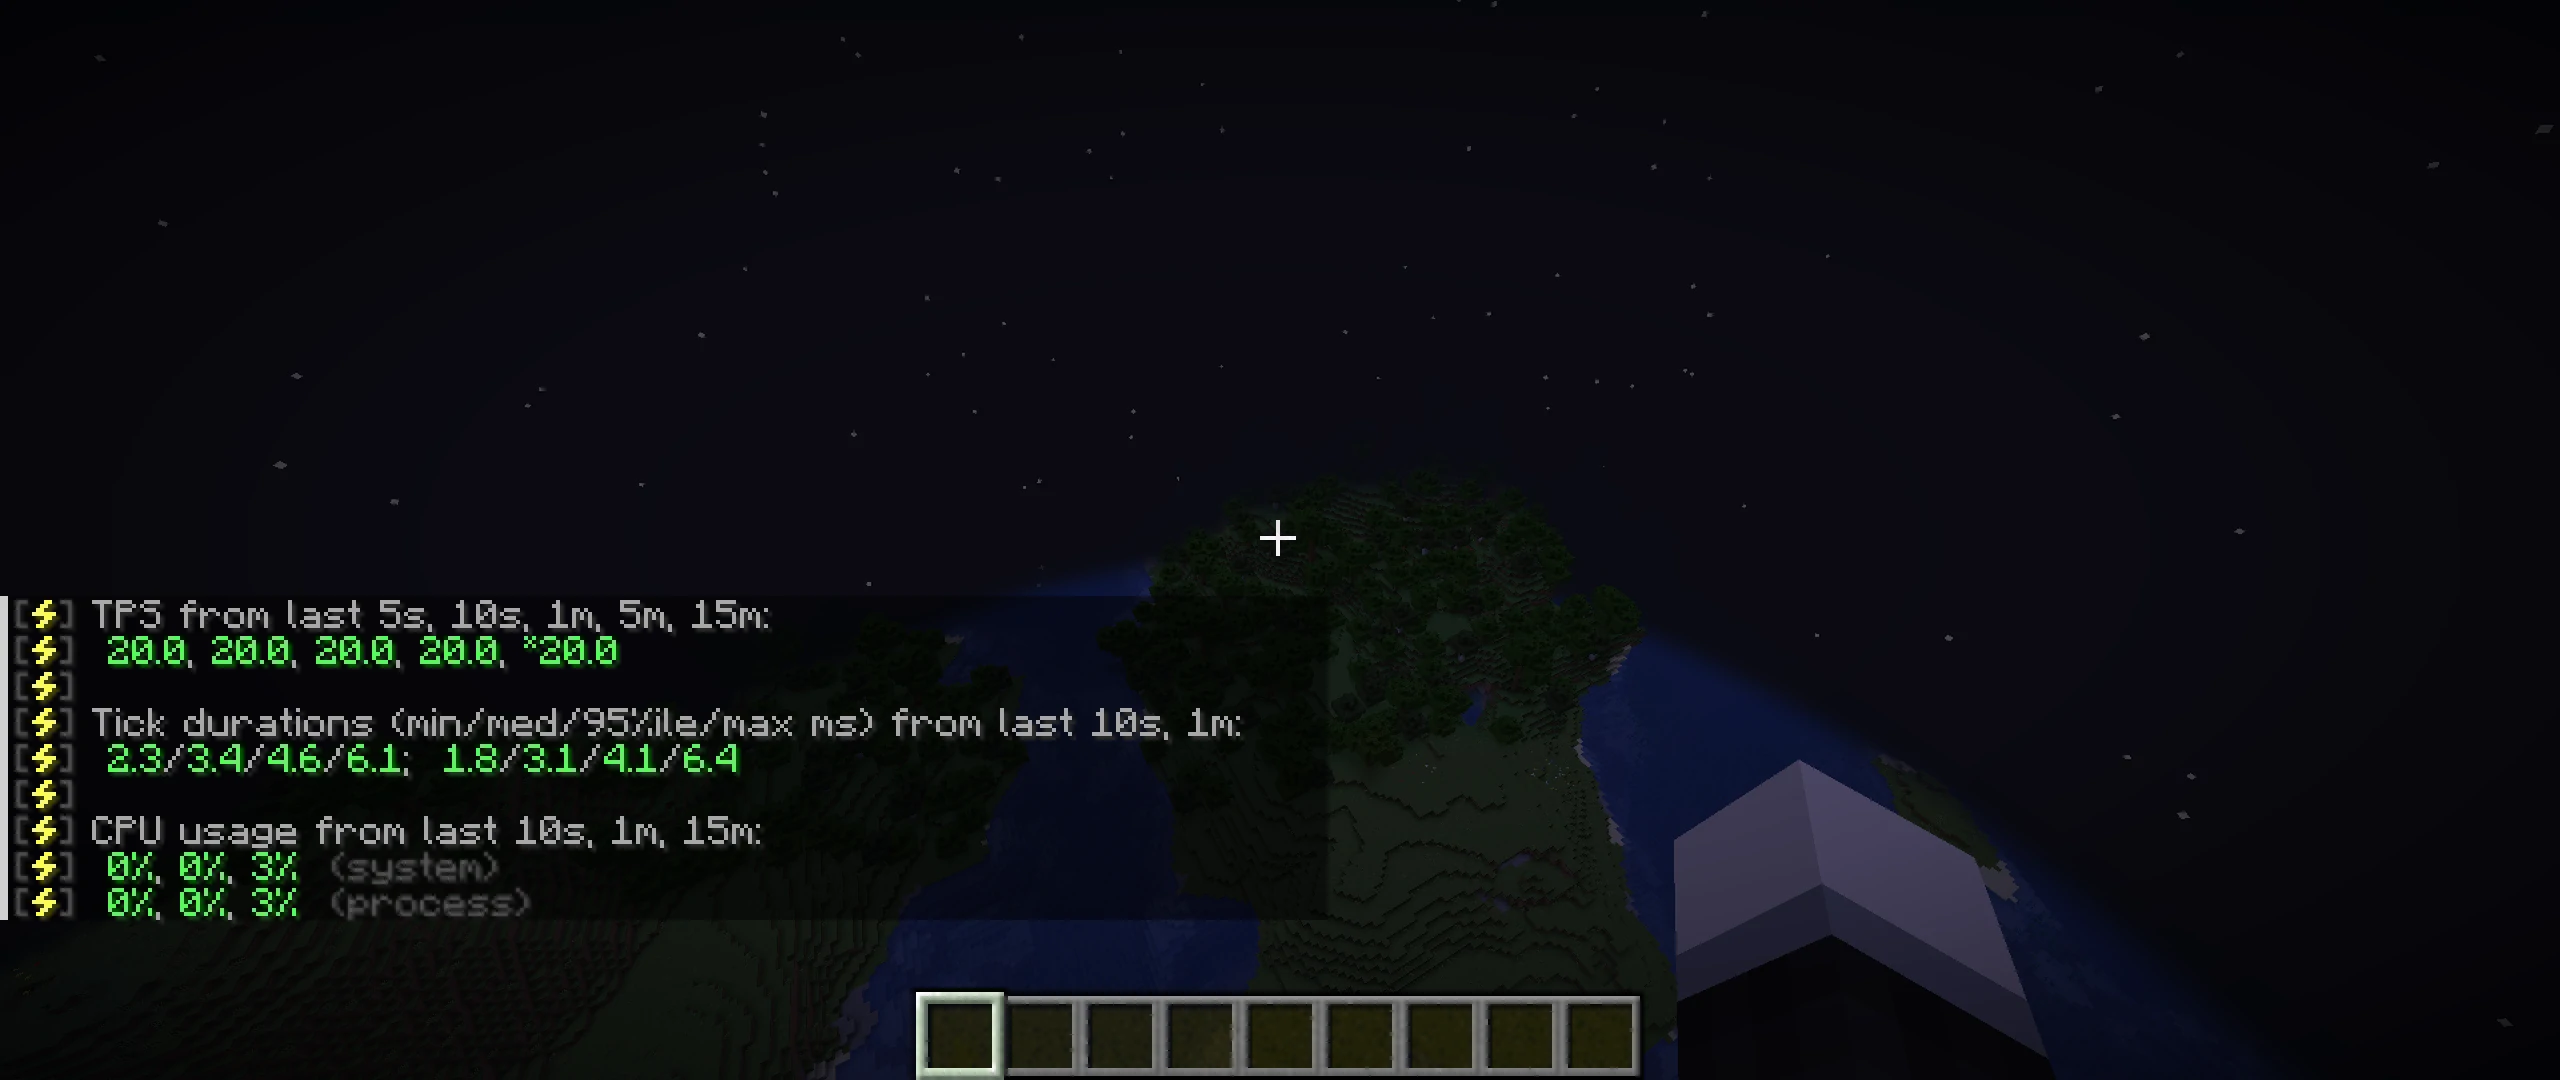 [⚡] TPS from last 5s, 10s, 1m, 5m, 15m:
[⚡] 20.0, 20.0, 20.0, 20.0, *20.0
[⚡]
[⚡] Tick durations (min/med/95%ile/max ms) from last 10s, 1m:
[⚡] 2.3/3.4/4.6/6.1; 1.8/3.1/4.1/6.4
[⚡]
[⚡] CPU usage from last 10s, 1m, 15m:
[⚡] 0%, 0%, 3% (system)
[⚡] 0%, 0%, 3% (process)